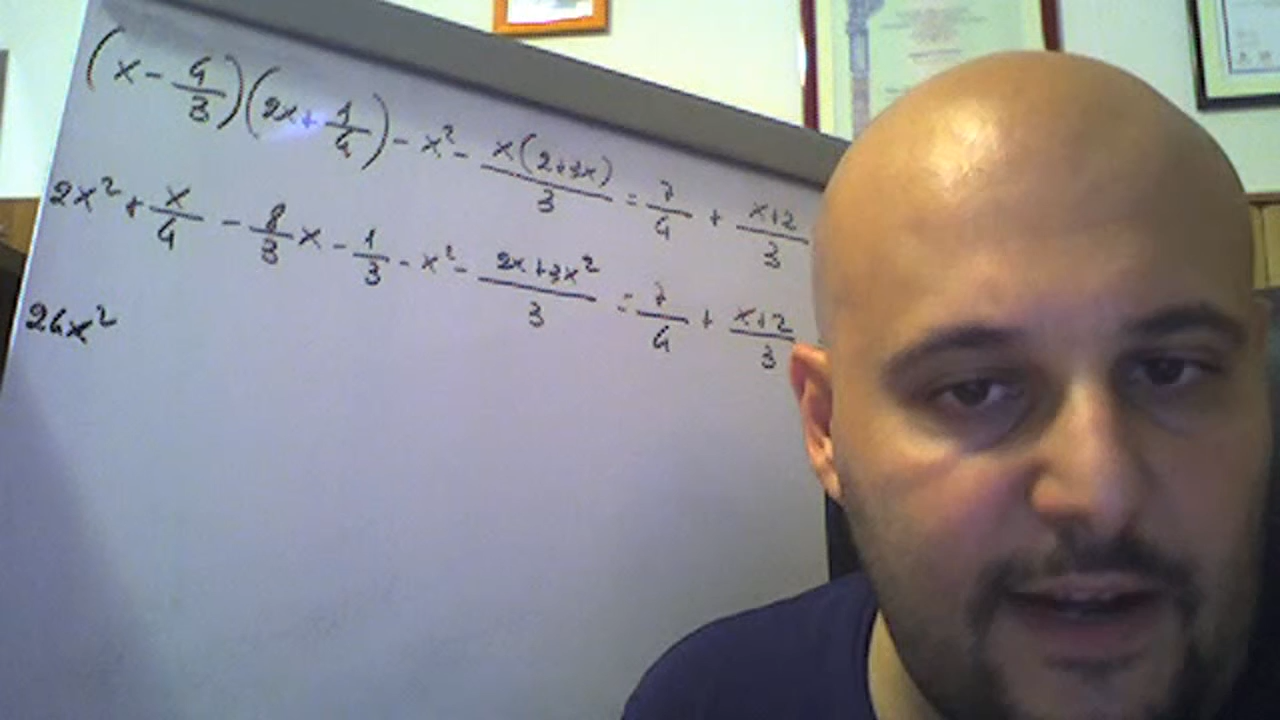 (x - 4/3)(2x + 1/4) - x² - x(2+3x)/3 = 7/4 + x+2/3
2x² + x/4 - 8/3 x - 1/3 - x² - 2x+3x²/3 = 7/4 + x+2/3
24x²